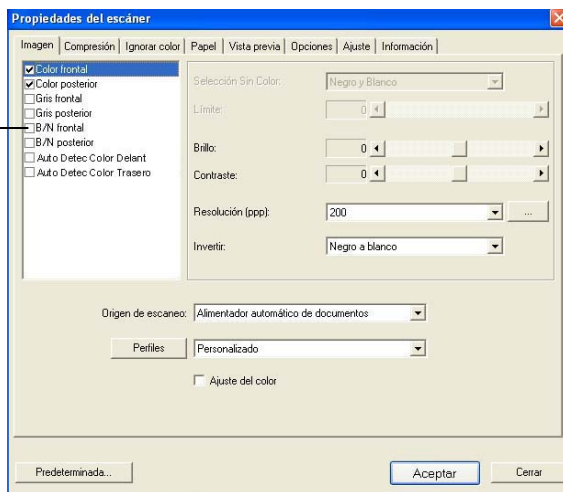 Propiedades del escáner
Imagen Compresión Ignorar color Papel Vista previa Opciones Ajuste Información
Color frontal
Color posterior
Gris frontal
Gris posterior
B/N frontal
B/N posterior
Auto Detec Color Delant
Auto Detec Color Trasero
Selección Sin Color: Negro y Blanco
Límite: 0
Brillo: 0
Contraste: 0
Resolución (ppp): 200 ...
Invertir: Negro a blanco
Origen de escaneo: Alimentador automático de documentos
Perfiles Personalizado
Ajuste del color
Predeterminada... Aceptar Cerrar